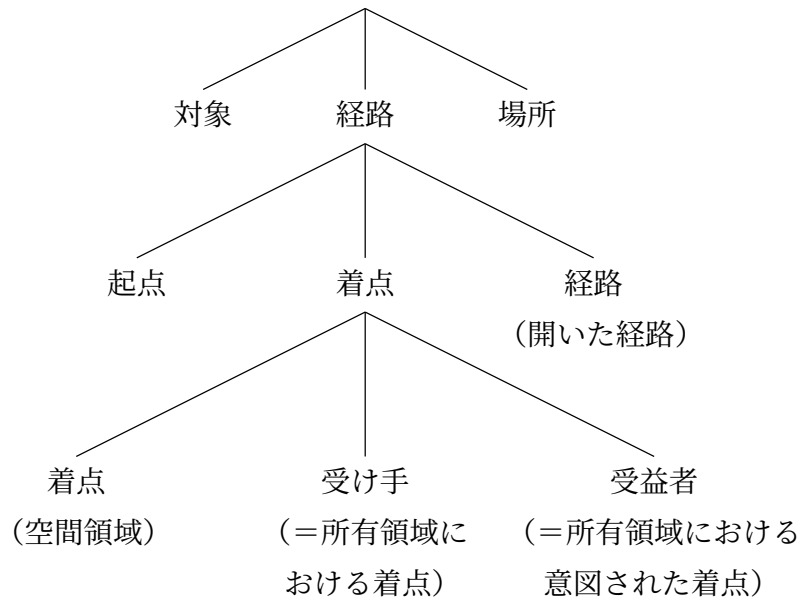 対象 経路 場所
起点 着点 経路
（開いた経路）
着点 受け手 受益者
（空間領域） （＝所有領域に （＝所有領域における
おける着点） 意図された着点）